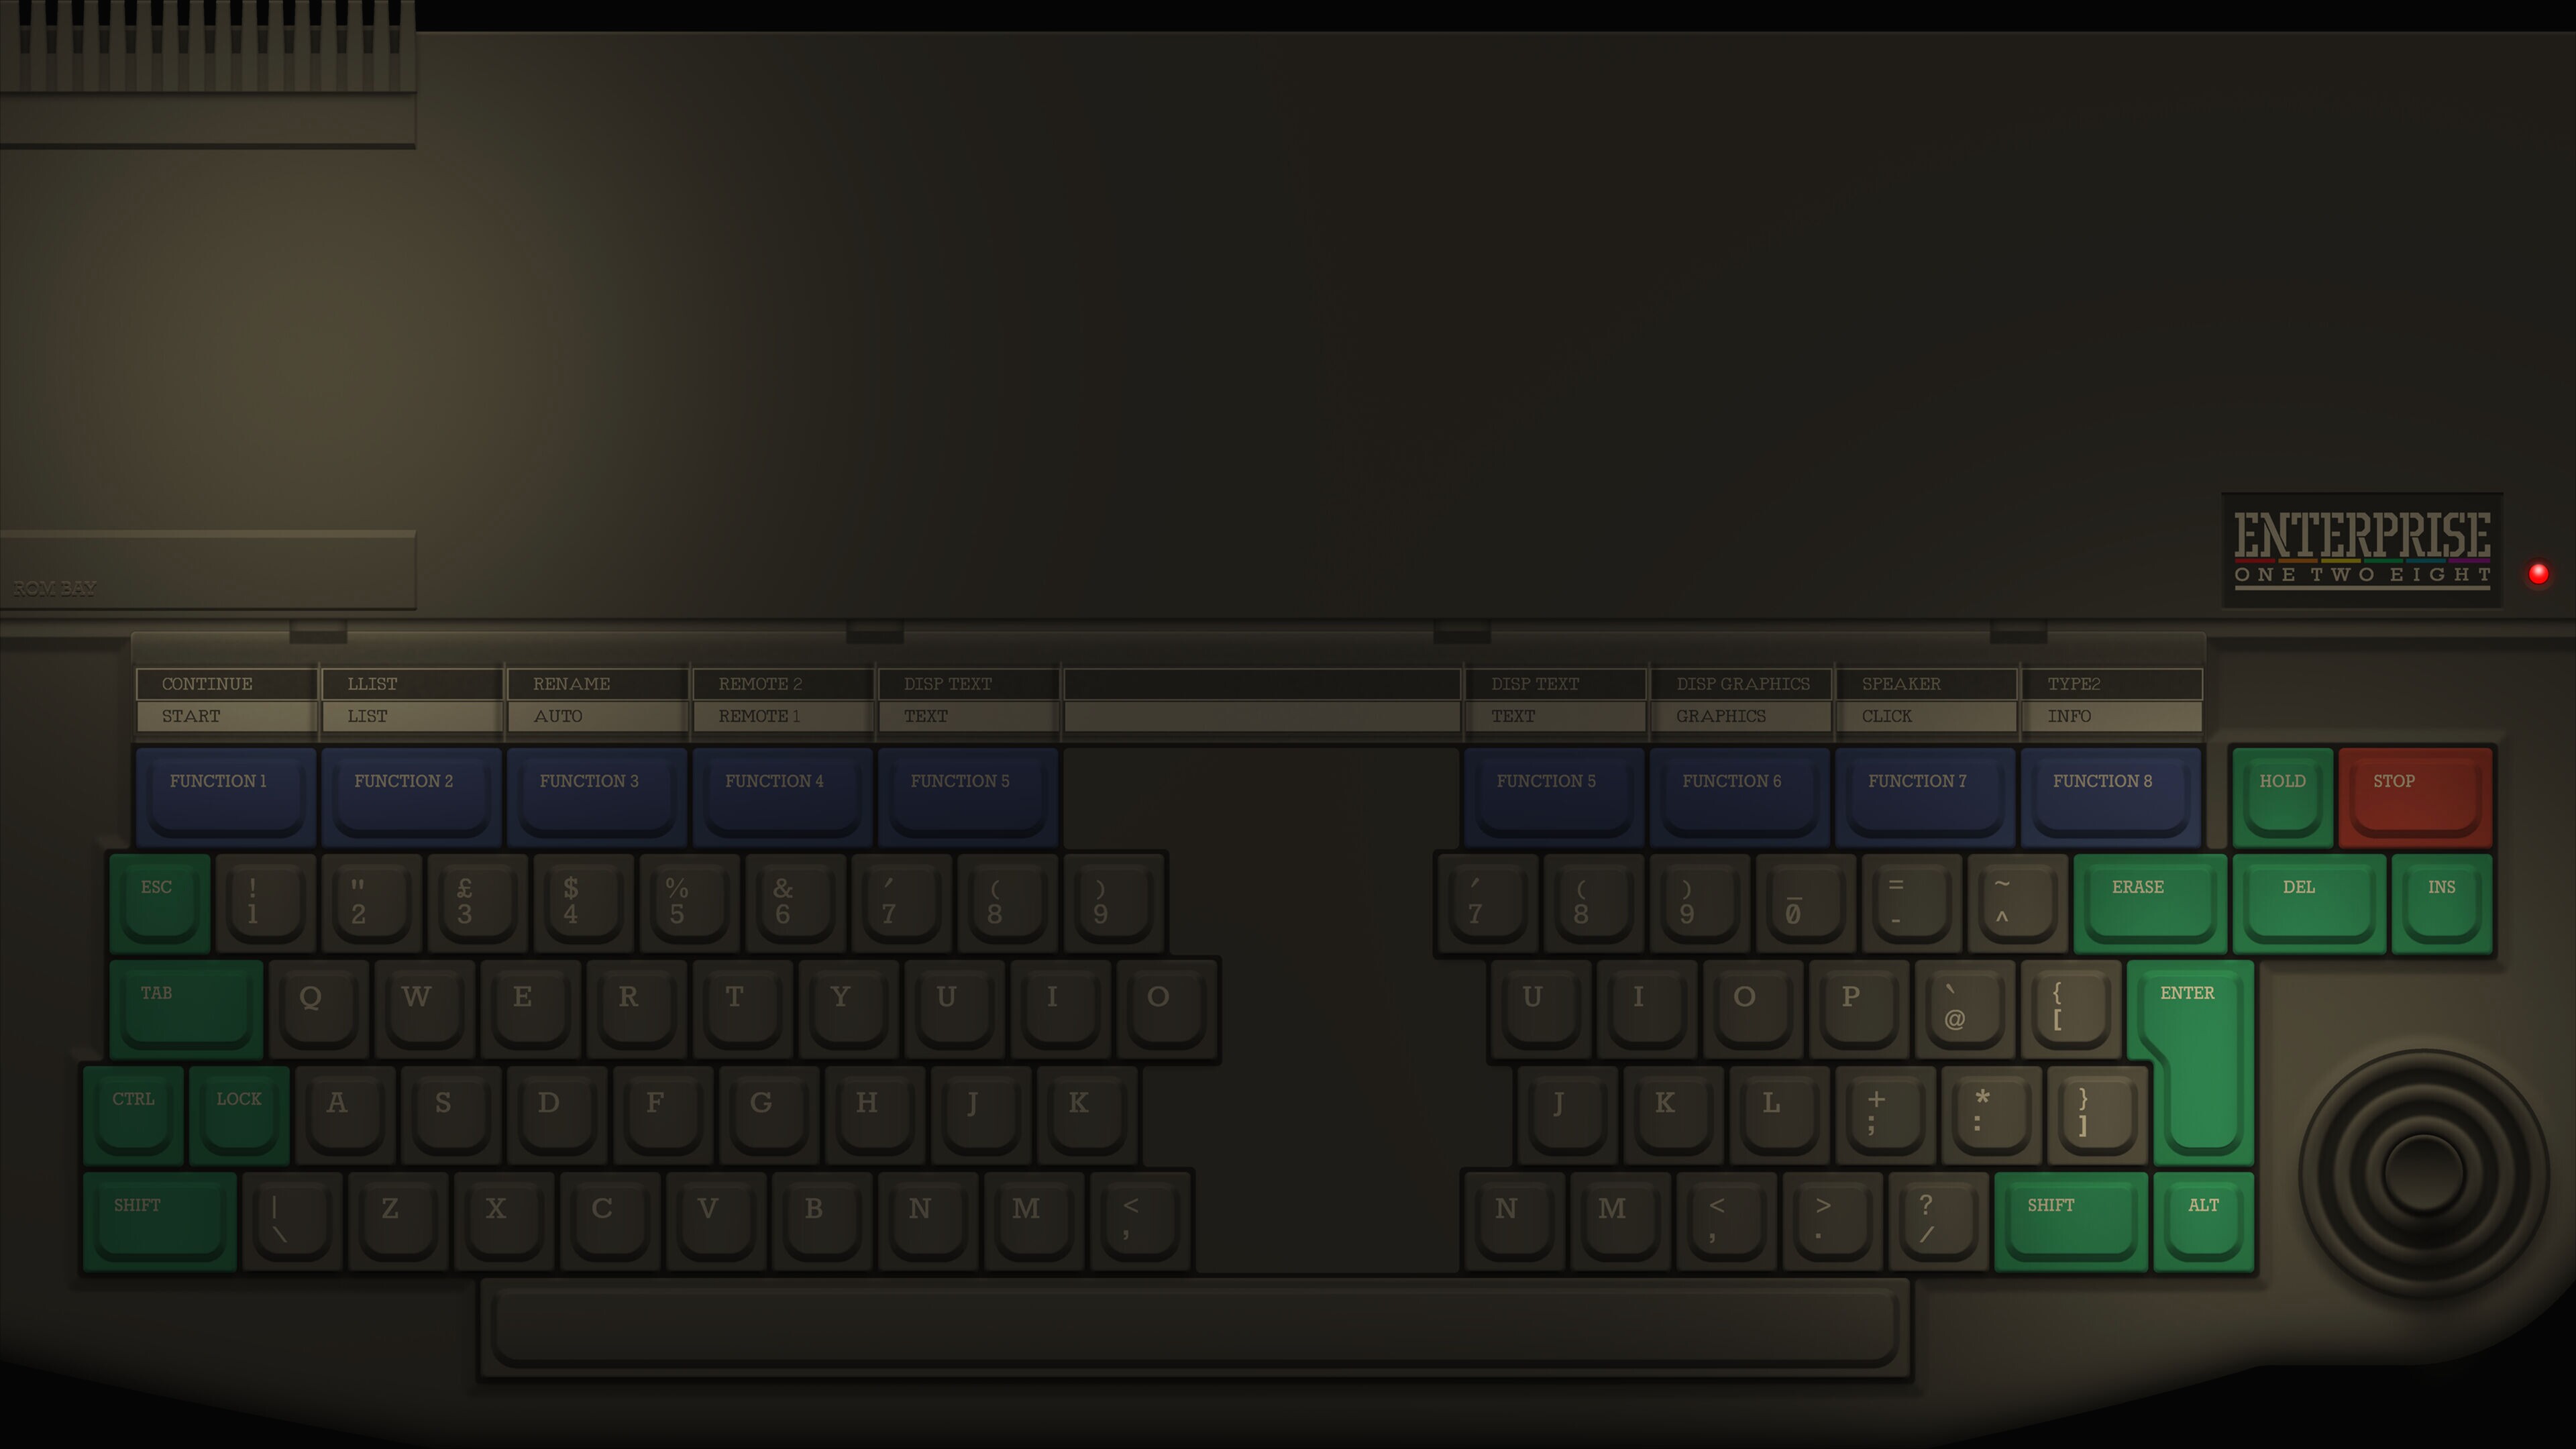 ROM BAY
ENTERPRISE
ONE TWO EIGHT
CONTINUE LLIST RENAME REMOTE 2 DISP TEXT DISP TEXT DISP GRAPHICS SPEAKER TYPE2
START LIST AUTO REMOTE 1 TEXT TEXT GRAPHICS CLICK INFO
FUNCTION 1 FUNCTION 2 FUNCTION 3 FUNCTION 4 FUNCTION 5 FUNCTION 5 FUNCTION 6 FUNCTION 7 FUNCTION 8 HOLD STOP
ESC ! " £ $ % & ' ( ) ' ( ) _ = ~ ERASE DEL INS
1 2 3 4 5 6 7 8 9 7 8 9 0 - ^
TAB Q W E R T Y U I O U I O P ` { ENTER
@ [
CTRL LOCK A S D F G H J K J K L + * }
; : ]
SHIFT | Z X C V B N M < N M < > ? SHIFT ALT
\ , , . /